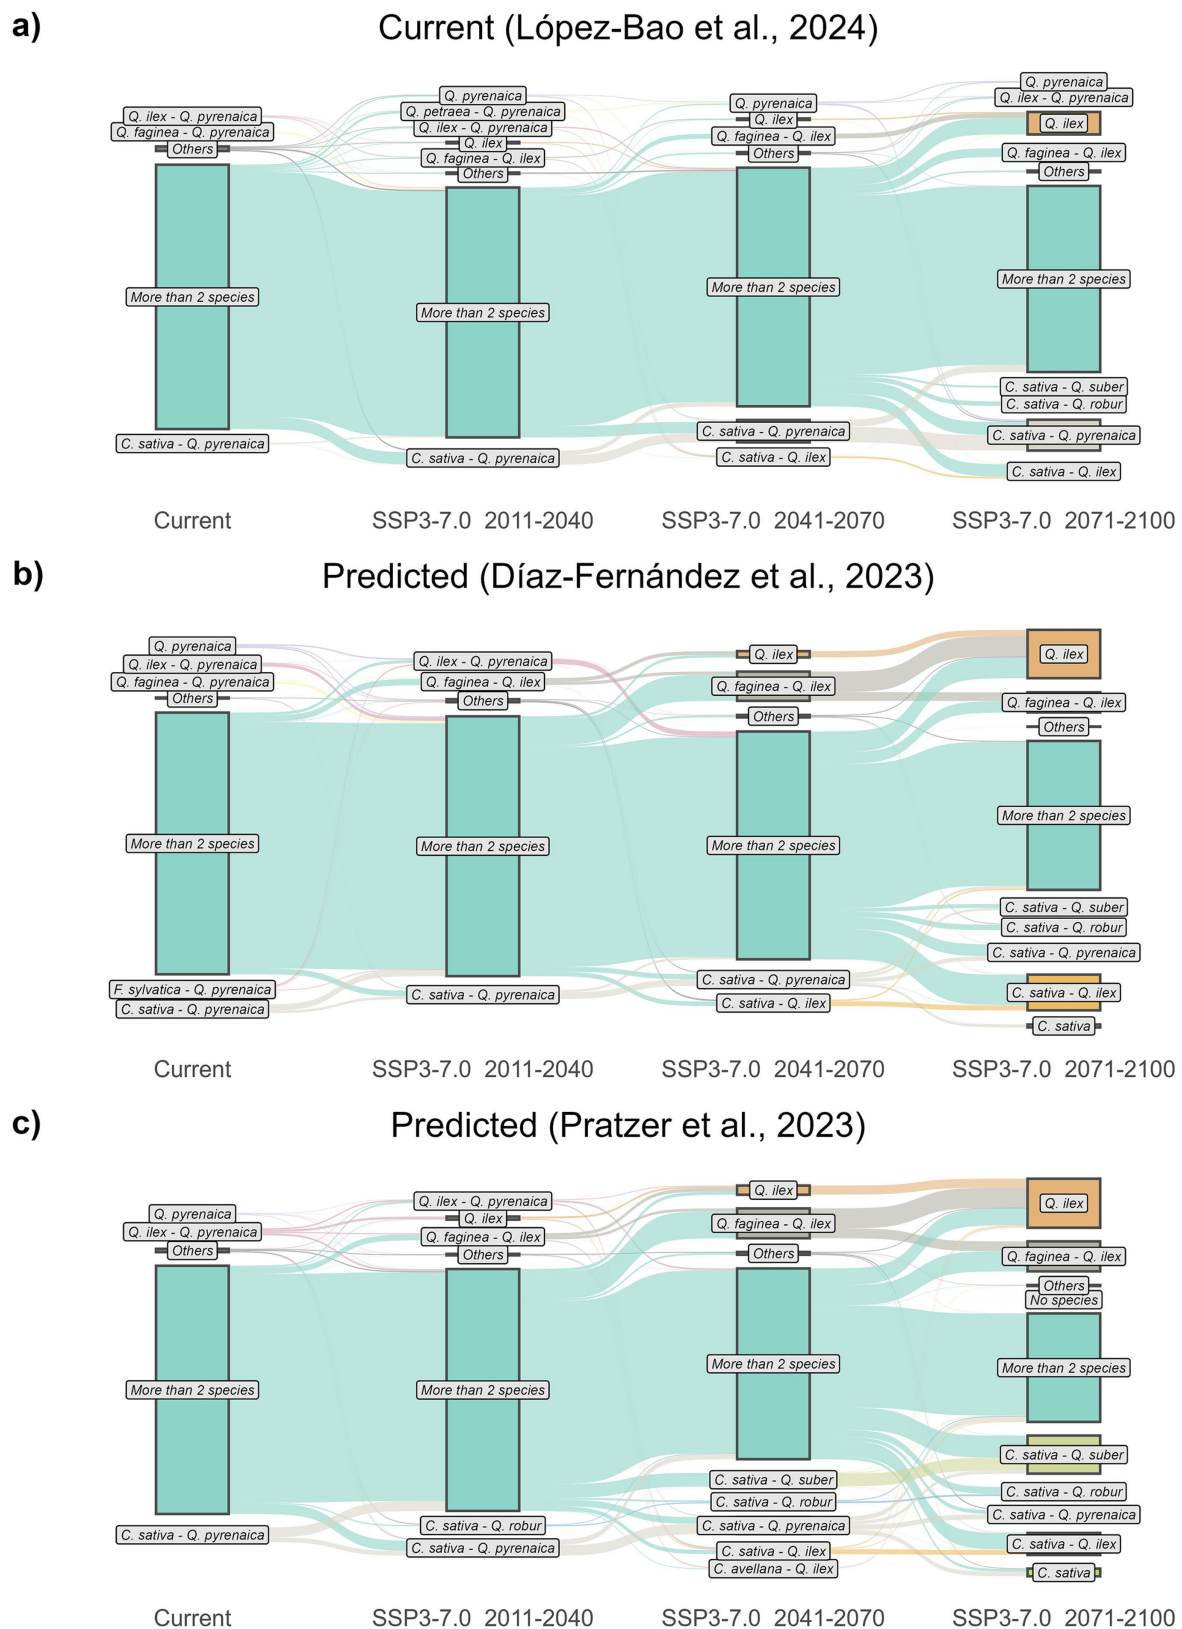 a)
Current (López-Bao et al., 2024)
Q. ilex - Q. pyrenaica
Q. faginea - Q. pyrenaica
Others
More than 2 species
C. sativa - Q. pyrenaica
Q. pyrenaica
Q. petraea - Q. pyrenaica
Q. ilex - Q. pyrenaica
Q. ilex
Q. faginea - Q. ilex
Others
More than 2 species
C. sativa - Q. pyrenaica
Q. pyrenaica
Q. ilex
Q. faginea - Q. ilex
Others
More than 2 species
C. sativa - Q. pyrenaica
C. sativa - Q. ilex
Q. pyrenaica
Q. ilex - Q. pyrenaica
Q. ilex
Q. faginea - Q. ilex
Others
More than 2 species
C. sativa - Q. suber
C. sativa - Q. robur
C. sativa - Q. pyrenaica
C. sativa - Q. ilex
Current
SSP3-7.0 2011-2040
SSP3-7.0 2041-2070
SSP3-7.0 2071-2100
b)
Predicted (Díaz-Fernández et al., 2023)
Q. pyrenaica
Q. ilex - Q. pyrenaica
Q. faginea - Q. pyrenaica
Others
More than 2 species
F. sylvatica - Q. pyrenaica
C. sativa - Q. pyrenaica
Q. ilex - Q. pyrenaica
Q. faginea - Q. ilex
Others
More than 2 species
C. sativa - Q. pyrenaica
Q. ilex
Q. faginea - Q. ilex
Others
More than 2 species
C. sativa - Q. pyrenaica
C. sativa - Q. ilex
Q. ilex
Q. faginea - Q. ilex
Others
More than 2 species
C. sativa - Q. suber
C. sativa - Q. robur
C. sativa - Q. pyrenaica
C. sativa - Q. ilex
C. sativa
Current
SSP3-7.0 2011-2040
SSP3-7.0 2041-2070
SSP3-7.0 2071-2100
c)
Predicted (Pratzer et al., 2023)
Q. pyrenaica
Q. ilex - Q. pyrenaica
Others
More than 2 species
C. sativa - Q. pyrenaica
Q. ilex - Q. pyrenaica
Q. ilex
Q. faginea - Q. ilex
Others
More than 2 species
C. sativa - Q. robur
C. sativa - Q. pyrenaica
Q. ilex
Q. faginea - Q. ilex
Others
More than 2 species
C. sativa - Q. suber
C. sativa - Q. robur
C. sativa - Q. pyrenaica
C. sativa - Q. ilex
C. avellana - Q. ilex
Q. ilex
Q. faginea - Q. ilex
Others
No species
More than 2 species
C. sativa - Q. suber
C. sativa - Q. robur
C. sativa - Q. pyrenaica
C. sativa - Q. ilex
C. sativa
Current
SSP3-7.0 2011-2040
SSP3-7.0 2041-2070
SSP3-7.0 2071-2100